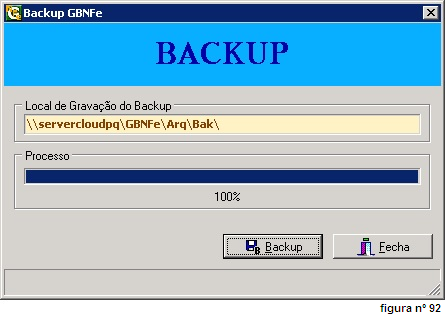 Backup GBNFe
BACKUP
Local de Gravação do Backup
\\servercloudpq\GBNFe\Arq\Bak\
Processo
100%
Backup
Fecha
figura nº 92